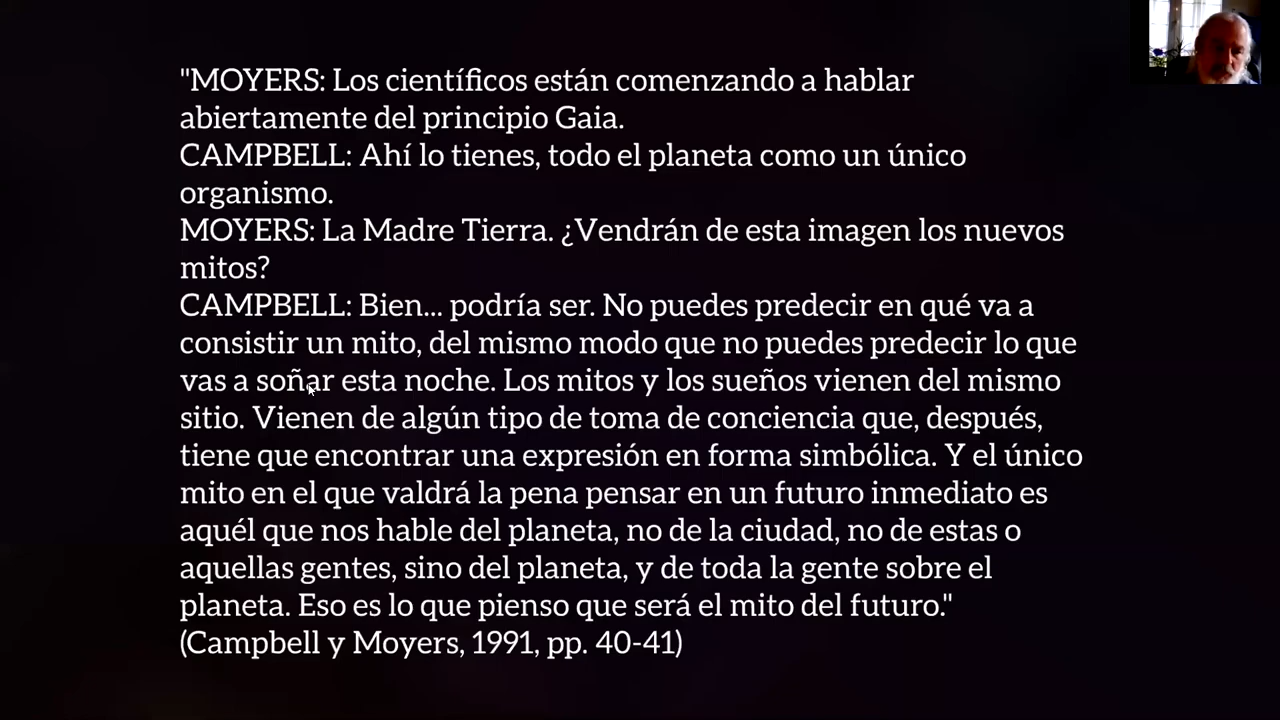 "MOYERS: Los científicos están comenzando a hablar
abiertamente del principio Gaia.
CAMPBELL: Ahí lo tienes, todo el planeta como un único
organismo.
MOYERS: La Madre Tierra. ¿Vendrán de esta imagen los nuevos
mitos?
CAMPBELL: Bien... podría ser. No puedes predecir en qué va a
consistir un mito, del mismo modo que no puedes predecir lo que
vas a soñar esta noche. Los mitos y los sueños vienen del mismo
sitio. Vienen de algún tipo de toma de conciencia que, después,
tiene que encontrar una expresión en forma simbólica. Y el único
mito en el que valdrá la pena pensar en un futuro inmediato es
aquél que nos hable del planeta, no de la ciudad, no de estas o
aquellas gentes, sino del planeta, y de toda la gente sobre el
planeta. Eso es lo que pienso que será el mito del futuro."
(Campbell y Moyers, 1991, pp. 40-41)